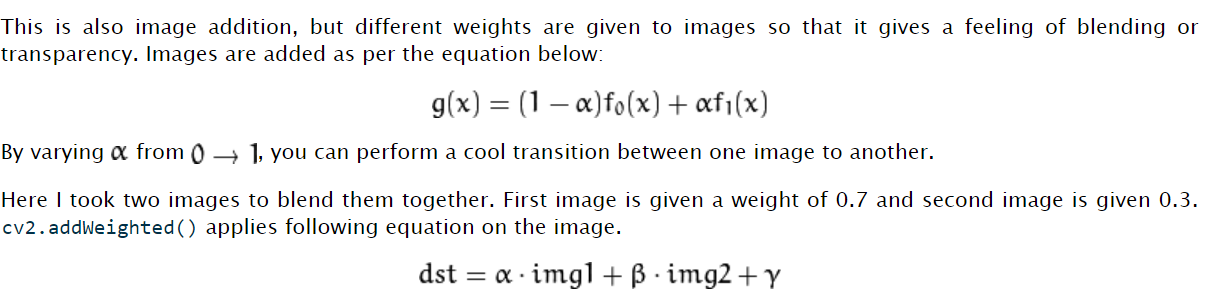 This is also image addition, but different weights are given to images so that it gives a feeling of blending or
transparency. Images are added as per the equation below:
g(x) = (1 − α)f₀(x) + αf₁(x)
By varying α from 0 → 1, you can perform a cool transition between one image to another.
Here I took two images to blend them together. First image is given a weight of 0.7 and second image is given 0.3.
cv2.addWeighted() applies following equation on the image.
dst = α · img1 + β · img2 + γ